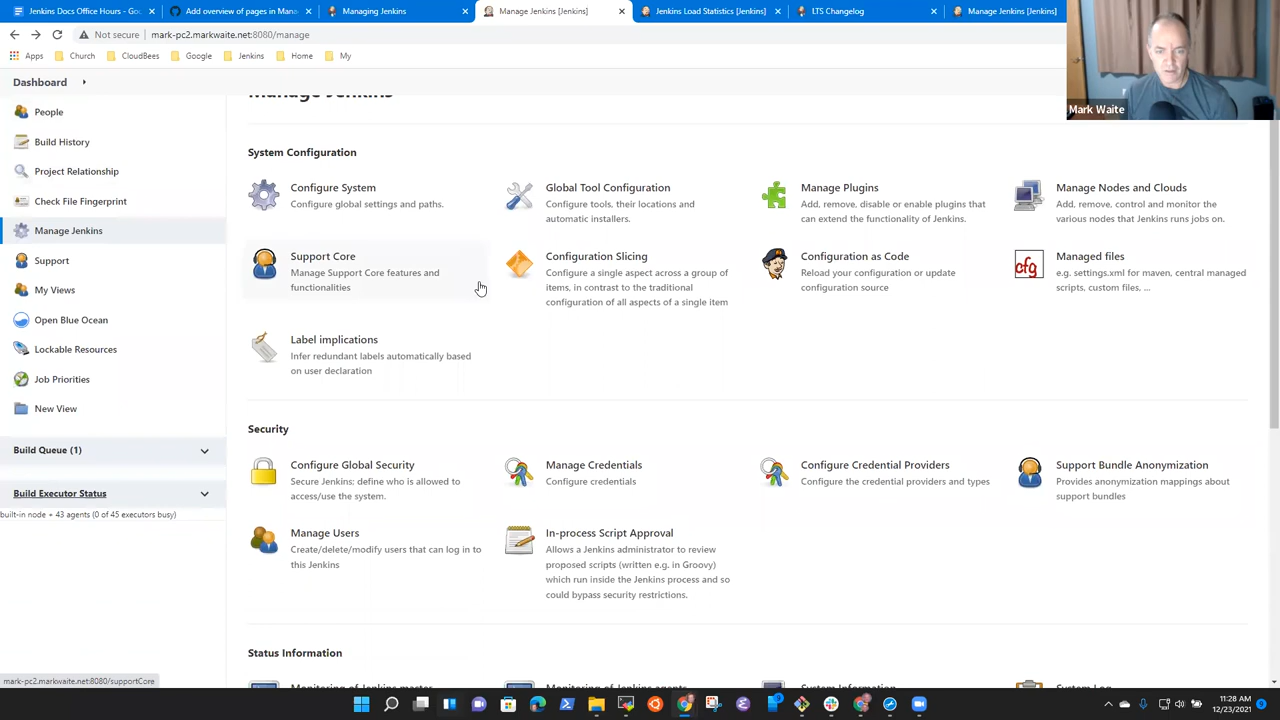 Jenkins Docs Office Hours - Go
Add overview of pages in Mana
Managing Jenkins
Manage Jenkins [Jenkins]
Jenkins Load Statistics [Jenkins]
LTS Changelog
Manage Jenkins [Jenkins]
Not secure
mark-pc2.markwaite.net:8080/manage
Apps
Church
CloudBees
Google
Jenkins
Home
My
Mark Waite
Dashboard
People
Build History
Project Relationship
Check File Fingerprint
Manage Jenkins
Support
My Views
Open Blue Ocean
Lockable Resources
Job Priorities
New View
Build Queue (1)
Build Executor Status
built-in node + 43 agents (0 of 45 executors busy)
Manage Jenkins
System Configuration
Configure System
Configure global settings and paths.
Global Tool Configuration
Configure tools, their locations and
automatic installers.
Manage Plugins
Add, remove, disable or enable plugins that
can extend the functionality of Jenkins.
Manage Nodes and Clouds
Add, remove, control and monitor the
various nodes that Jenkins runs jobs on.
Support Core
Manage Support Core features and
functionalities
Configuration Slicing
Configure a single aspect across a group of
items, in contrast to the traditional
configuration of all aspects of a single item
Configuration as Code
Reload your configuration or update
configuration source
cfg
Managed files
e.g. settings.xml for maven, central managed
scripts, custom files, ...
Label implications
Infer redundant labels automatically based
on user declaration
Security
Configure Global Security
Secure Jenkins: define who is allowed to
access/use the system.
Manage Credentials
Configure credentials
Configure Credential Providers
Configure the credential providers and types
Support Bundle Anonymization
Provides anonymization mappings about
support bundles
Manage Users
Create/delete/modify users that can log in to
this Jenkins
In-process Script Approval
Allows a Jenkins administrator to review
proposed scripts (written e.g. in Groovy)
which run inside the Jenkins process and so
could bypass security restrictions.
Status Information
Monitoring of Jenkins master
Monitoring of Jenkins agents
System Information
System Log
mark-pc2.markwaite.net:8080/supportCore
11:28 AM
12/23/2021